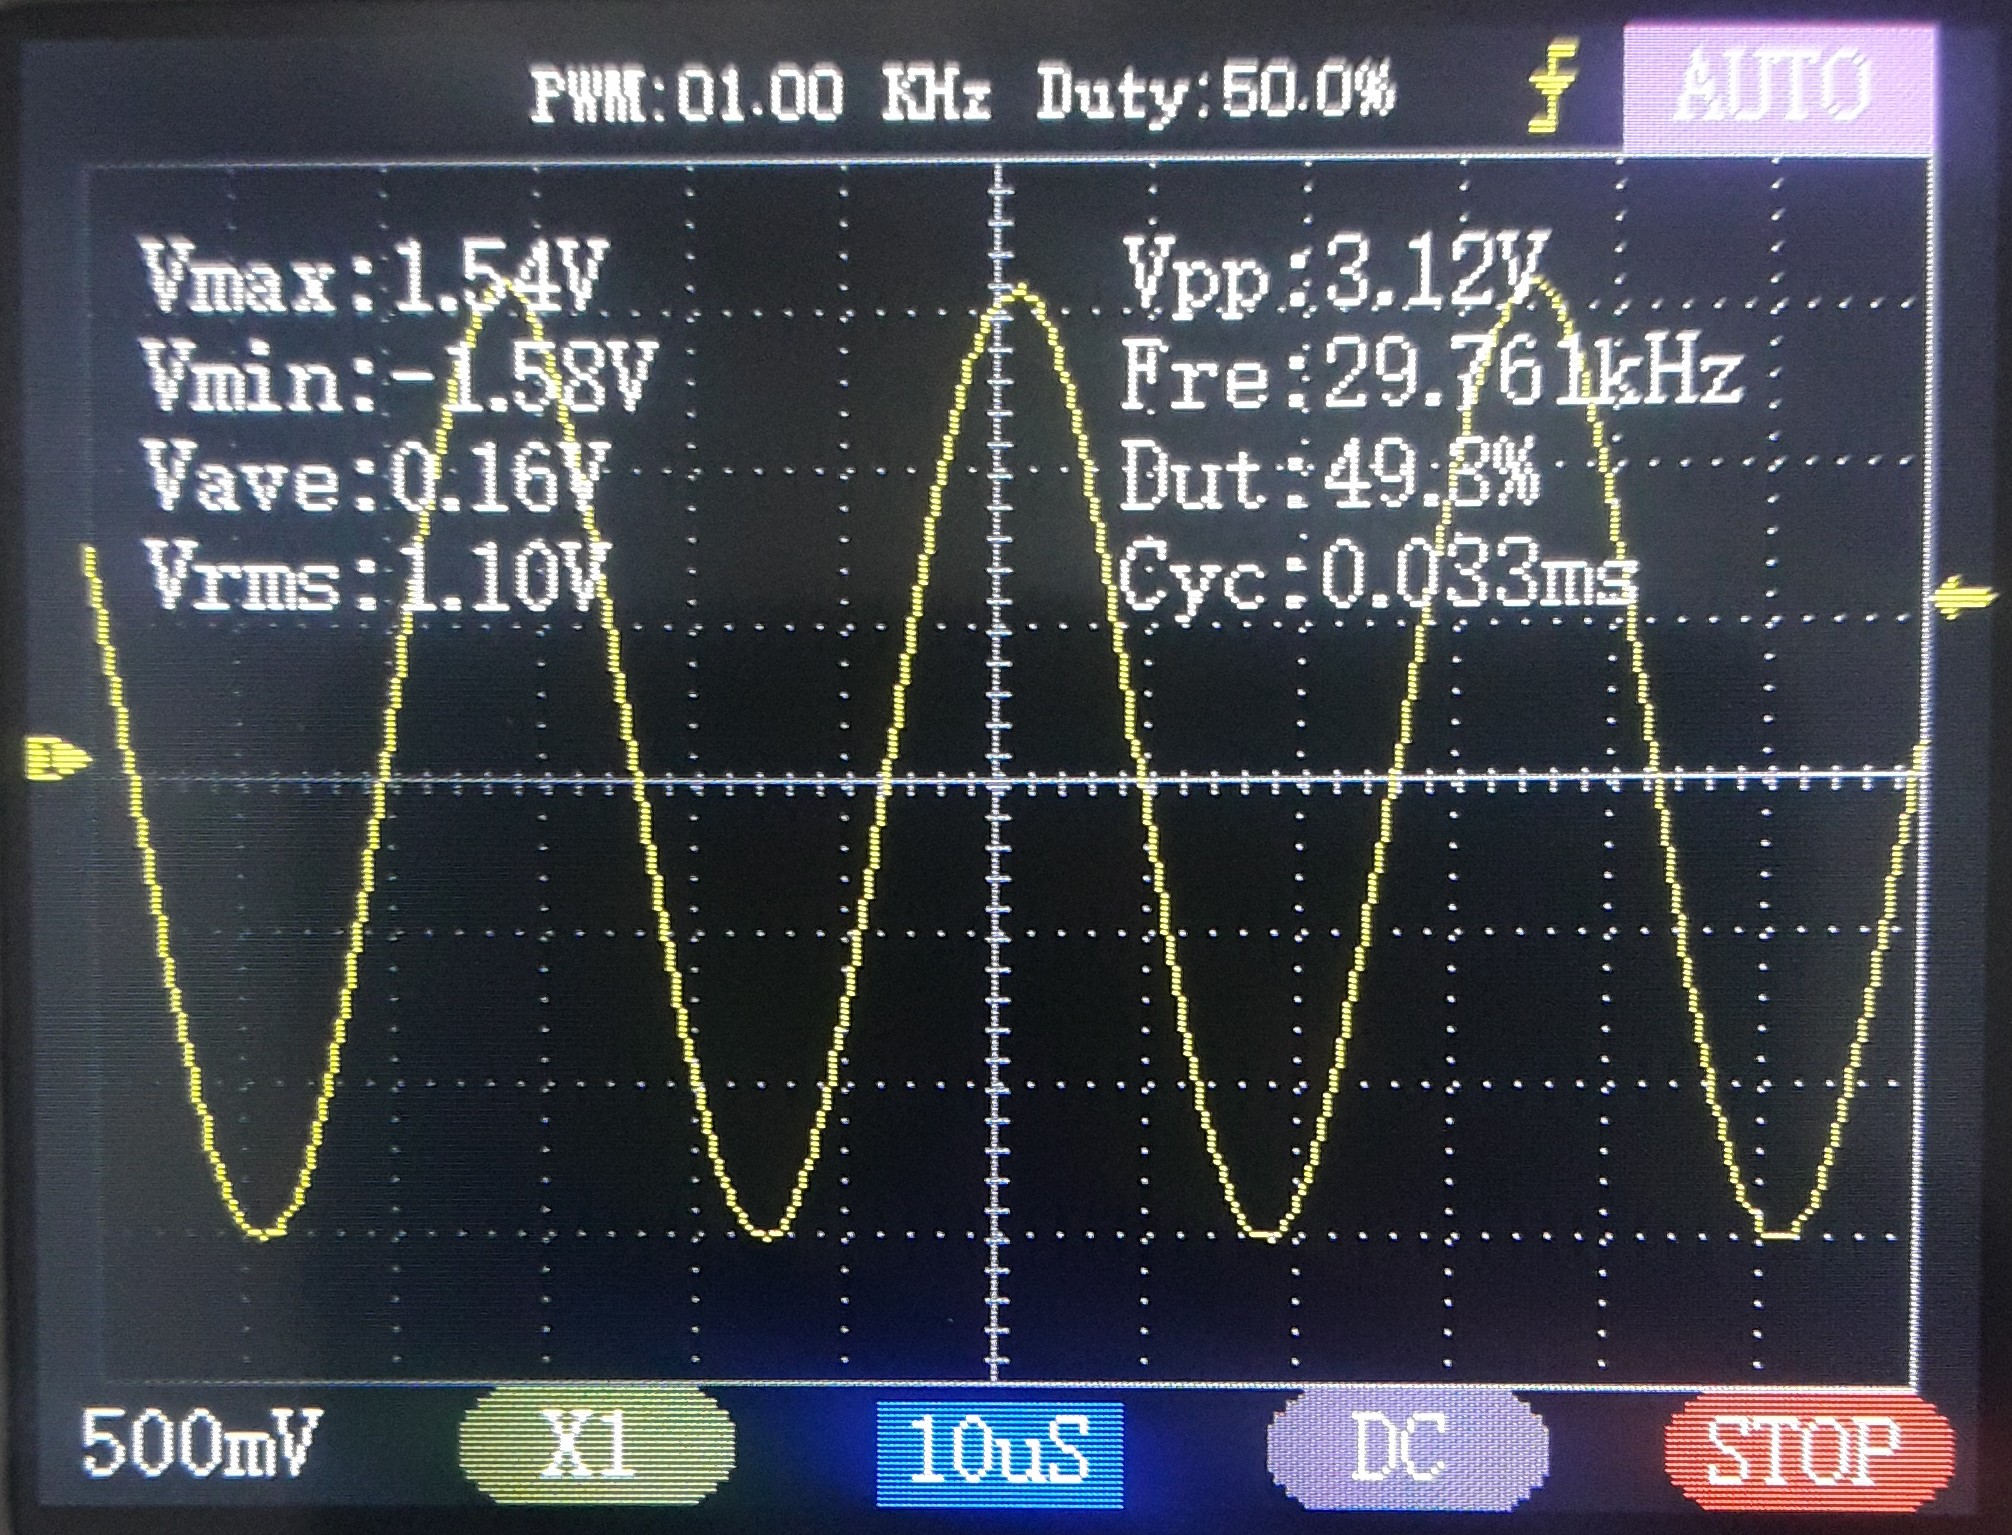 PWM:01.00 KHz Duty:50.0% AUTO
Vmax:1.54V Vpp:3.12V
Vmin:-1.58V Fre:29.761kHz
Vave:0.16V Dut:49.8%
Vrms:1.10V Cyc:0.033ms
500mV X1 10uS DC STOP